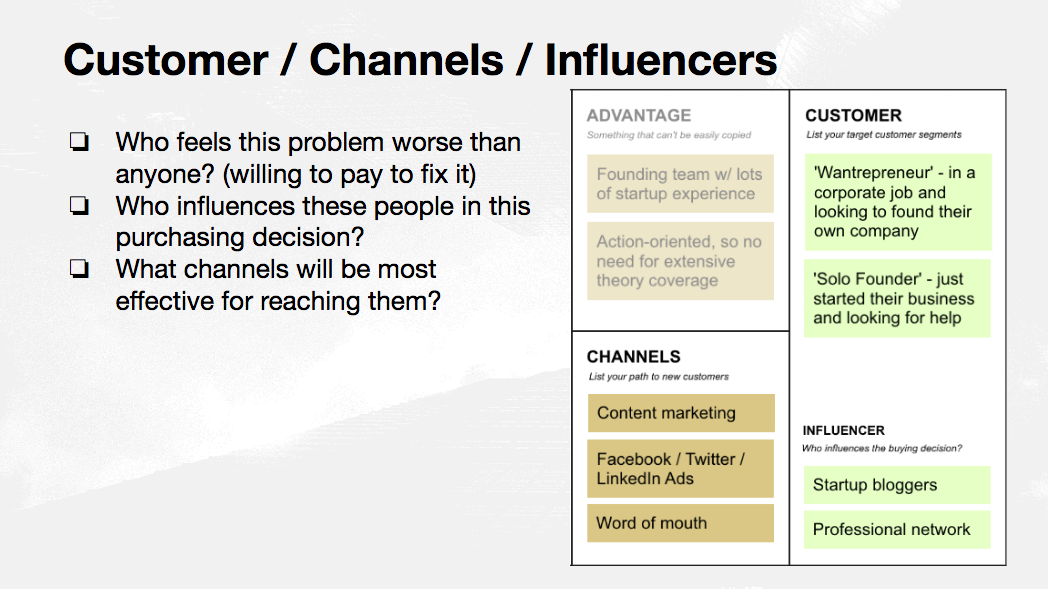 Customer / Channels / Influencers
❏ Who feels this problem worse than
anyone? (willing to pay to fix it)
❏ Who influences these people in this
purchasing decision?
❏ What channels will be most
effective for reaching them?
ADVANTAGE
Something that can't be easily copied
Founding team w/ lots
of startup experience
Action-oriented, so no
need for extensive
theory coverage
CHANNELS
List your path to new customers
Content marketing
Facebook / Twitter /
LinkedIn Ads
Word of mouth
CUSTOMER
List your target customer segments
'Wantrepreneur' - in a
corporate job and
looking to found their
own company
'Solo Founder' - just
started their business
and looking for help
INFLUENCER
Who influences the buying decision?
Startup bloggers
Professional network